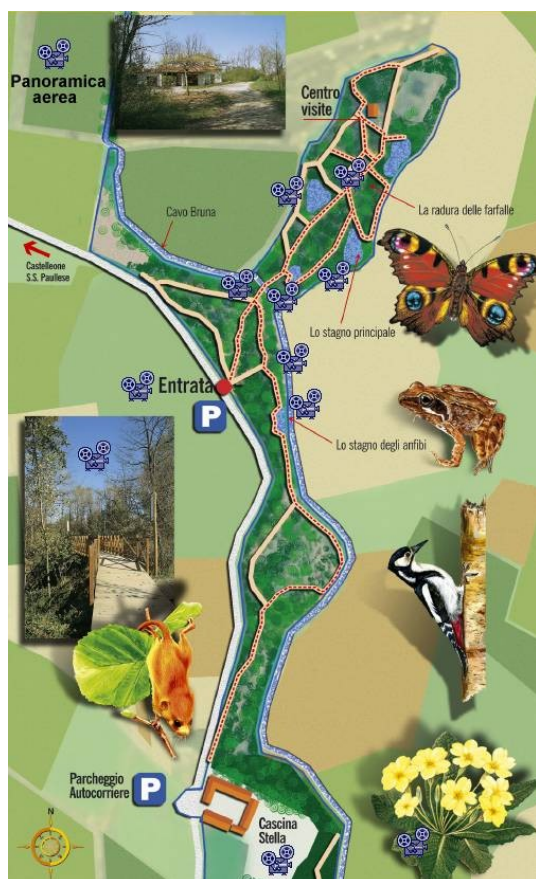 Panoramica
aerea
Centro
visite
Cavo Bruna
La radura delle farfalle
Castelleone
S.S. Paullese
Lo stagno principale
Entrata
P
Lo stagno degli anfibi
N
Parcheggio
Autocorriere
P
Cascina
Stella